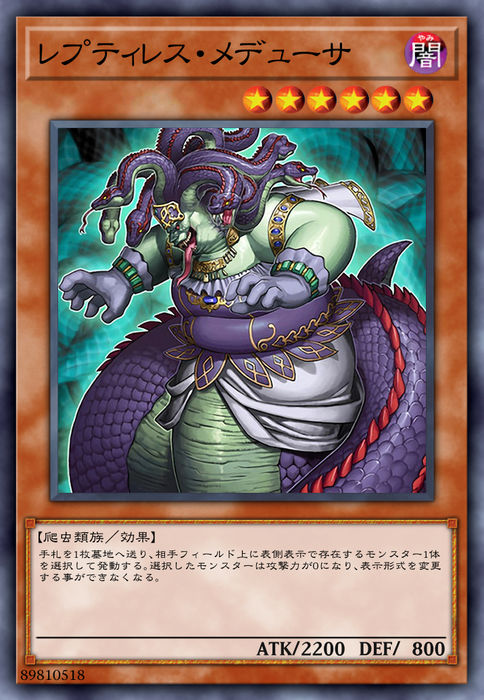 レプティレス・メデューサ
やみ
闇
【爬虫類族／効果】
手札を1枚墓地へ送り、相手フィールド上に表側表示で存在するモンスター1体
を選択して発動する。選択したモンスターは攻撃力が0になり、表示形式を変更
する事ができなくなる。
ATK/2200 DEF/ 800
89810518